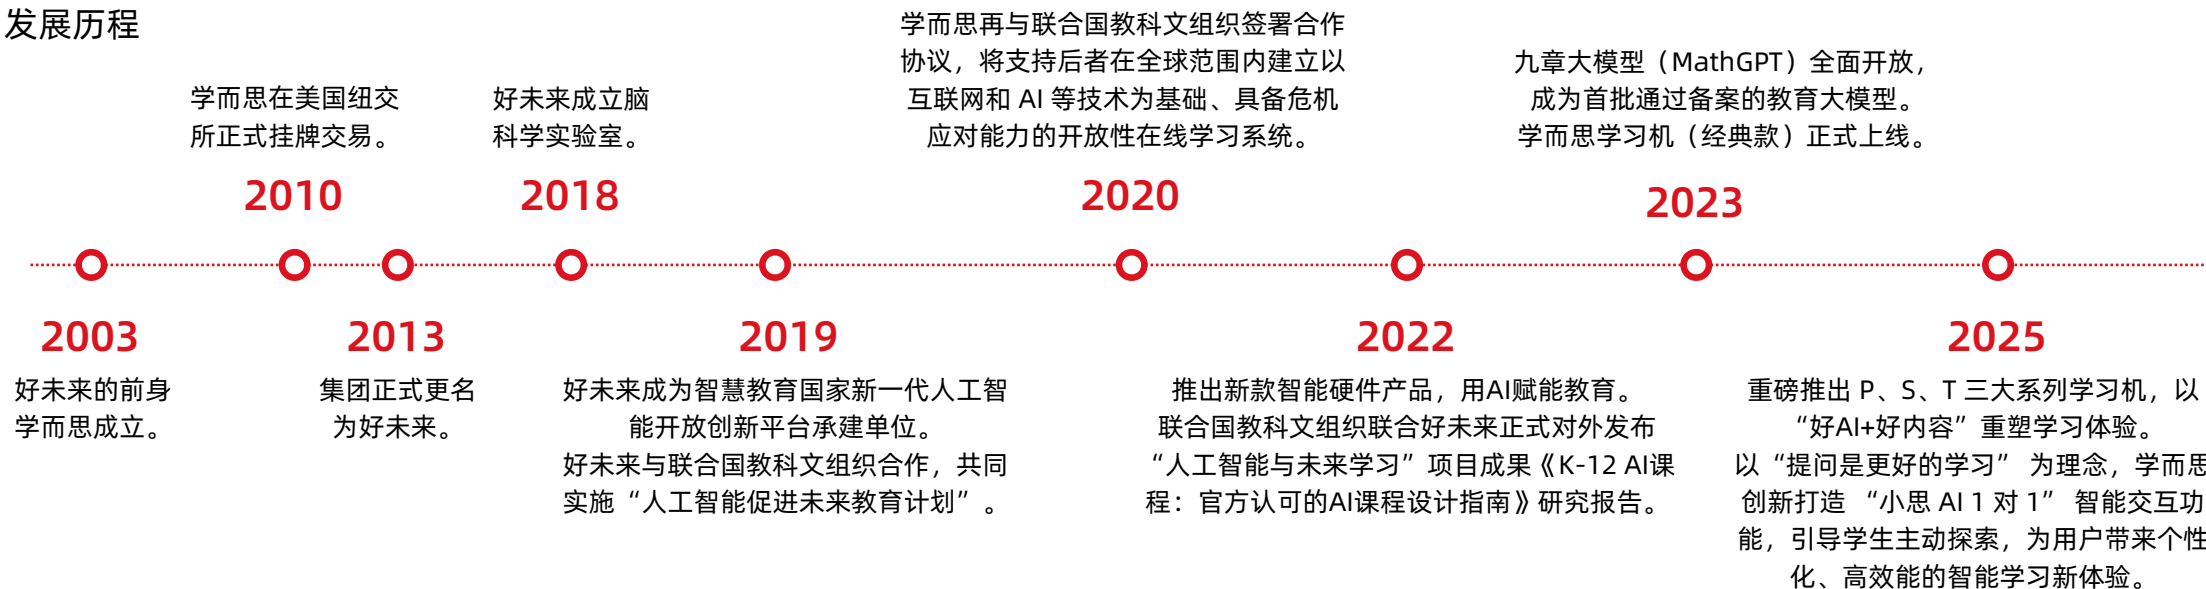 发展历程
学而思在美国纽交
所正式挂牌交易。
2010
好未来成立脑
科学实验室。
2018
学而思再与联合国教科文组织签署合作
协议，将支持后者在全球范围内建立以
互联网和 AI 等技术为基础、具备危机
应对能力的开放性在线学习系统。
2020
九章大模型（MathGPT）全面开放，
成为首批通过备案的教育大模型。
学而思学习机（经典款）正式上线。
2023
2003
好未来的前身
学而思成立。
2013
集团正式更名
为好未来。
2019
好未来成为智慧教育国家新一代人工智
能开放创新平台承建单位。
好未来与联合国教科文组织合作，共同
实施“人工智能促进未来教育计划”。
2022
推出新款智能硬件产品，用AI赋能教育。
联合国教科文组织联合好未来正式对外发布
“人工智能与未来学习”项目成果《K-12 AI课
程：官方认可的AI课程设计指南》研究报告。
2025
重磅推出 P、S、T 三大系列学习机，以
“好AI+好内容”重塑学习体验。
以“提问是更好的学习” 为理念，学而思
创新打造 “小思 AI 1 对 1” 智能交互功
能，引导学生主动探索，为用户带来个性
化、高效能的智能学习新体验。